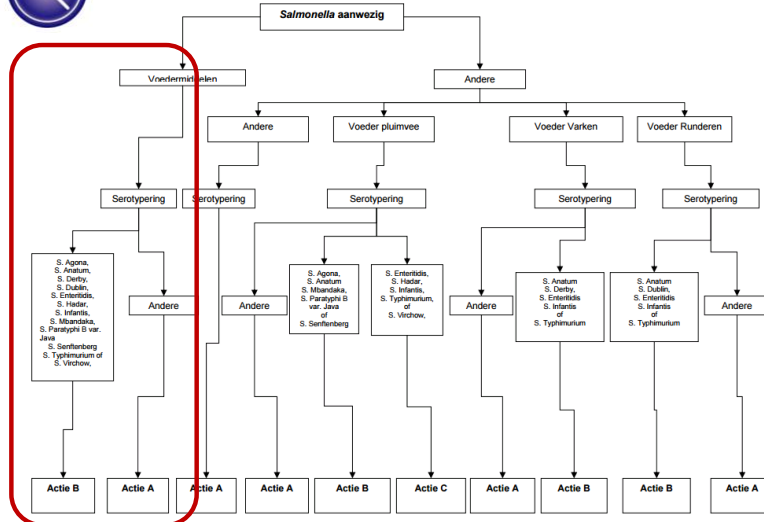 Salmonella aanwezig
Voedermiddelen
Andere
Andere
Voeder pluimvee
Voeder Varken
Voeder Runderen
Serotypering
Serotypering
Serotypering
Serotypering
Serotypering
S. Agona,
S. Anatum,
S. Derby,
S. Dublin,
S. Enteritidis,
S. Hadar,
S. Infantis,
S. Mbandaka,
S. Paratyphi B var.
Java
S. Senftenberg
S. Typhimurium of
S. Virchow,
Andere
Andere
S. Agona,
S. Anatum
S. Mbandaka,
S. Paratyphi B
var. Java
of
S. Senftenberg
S. Enteritidis,
S. Hadar,
S. Infantis,
S. Typhimurium,
of
S. Virchow,
Andere
S. Anatum
S. Derby,
S. Enteritidis
S. Infantis
of
S. Typhimurium
S. Anatum
S. Dublin,
S. Enteritidis
S. Infantis
of
S. Typhimurium
Andere
Actie B
Actie A
Actie A
Actie A
Actie B
Actie C
Actie A
Actie B
Actie B
Actie A